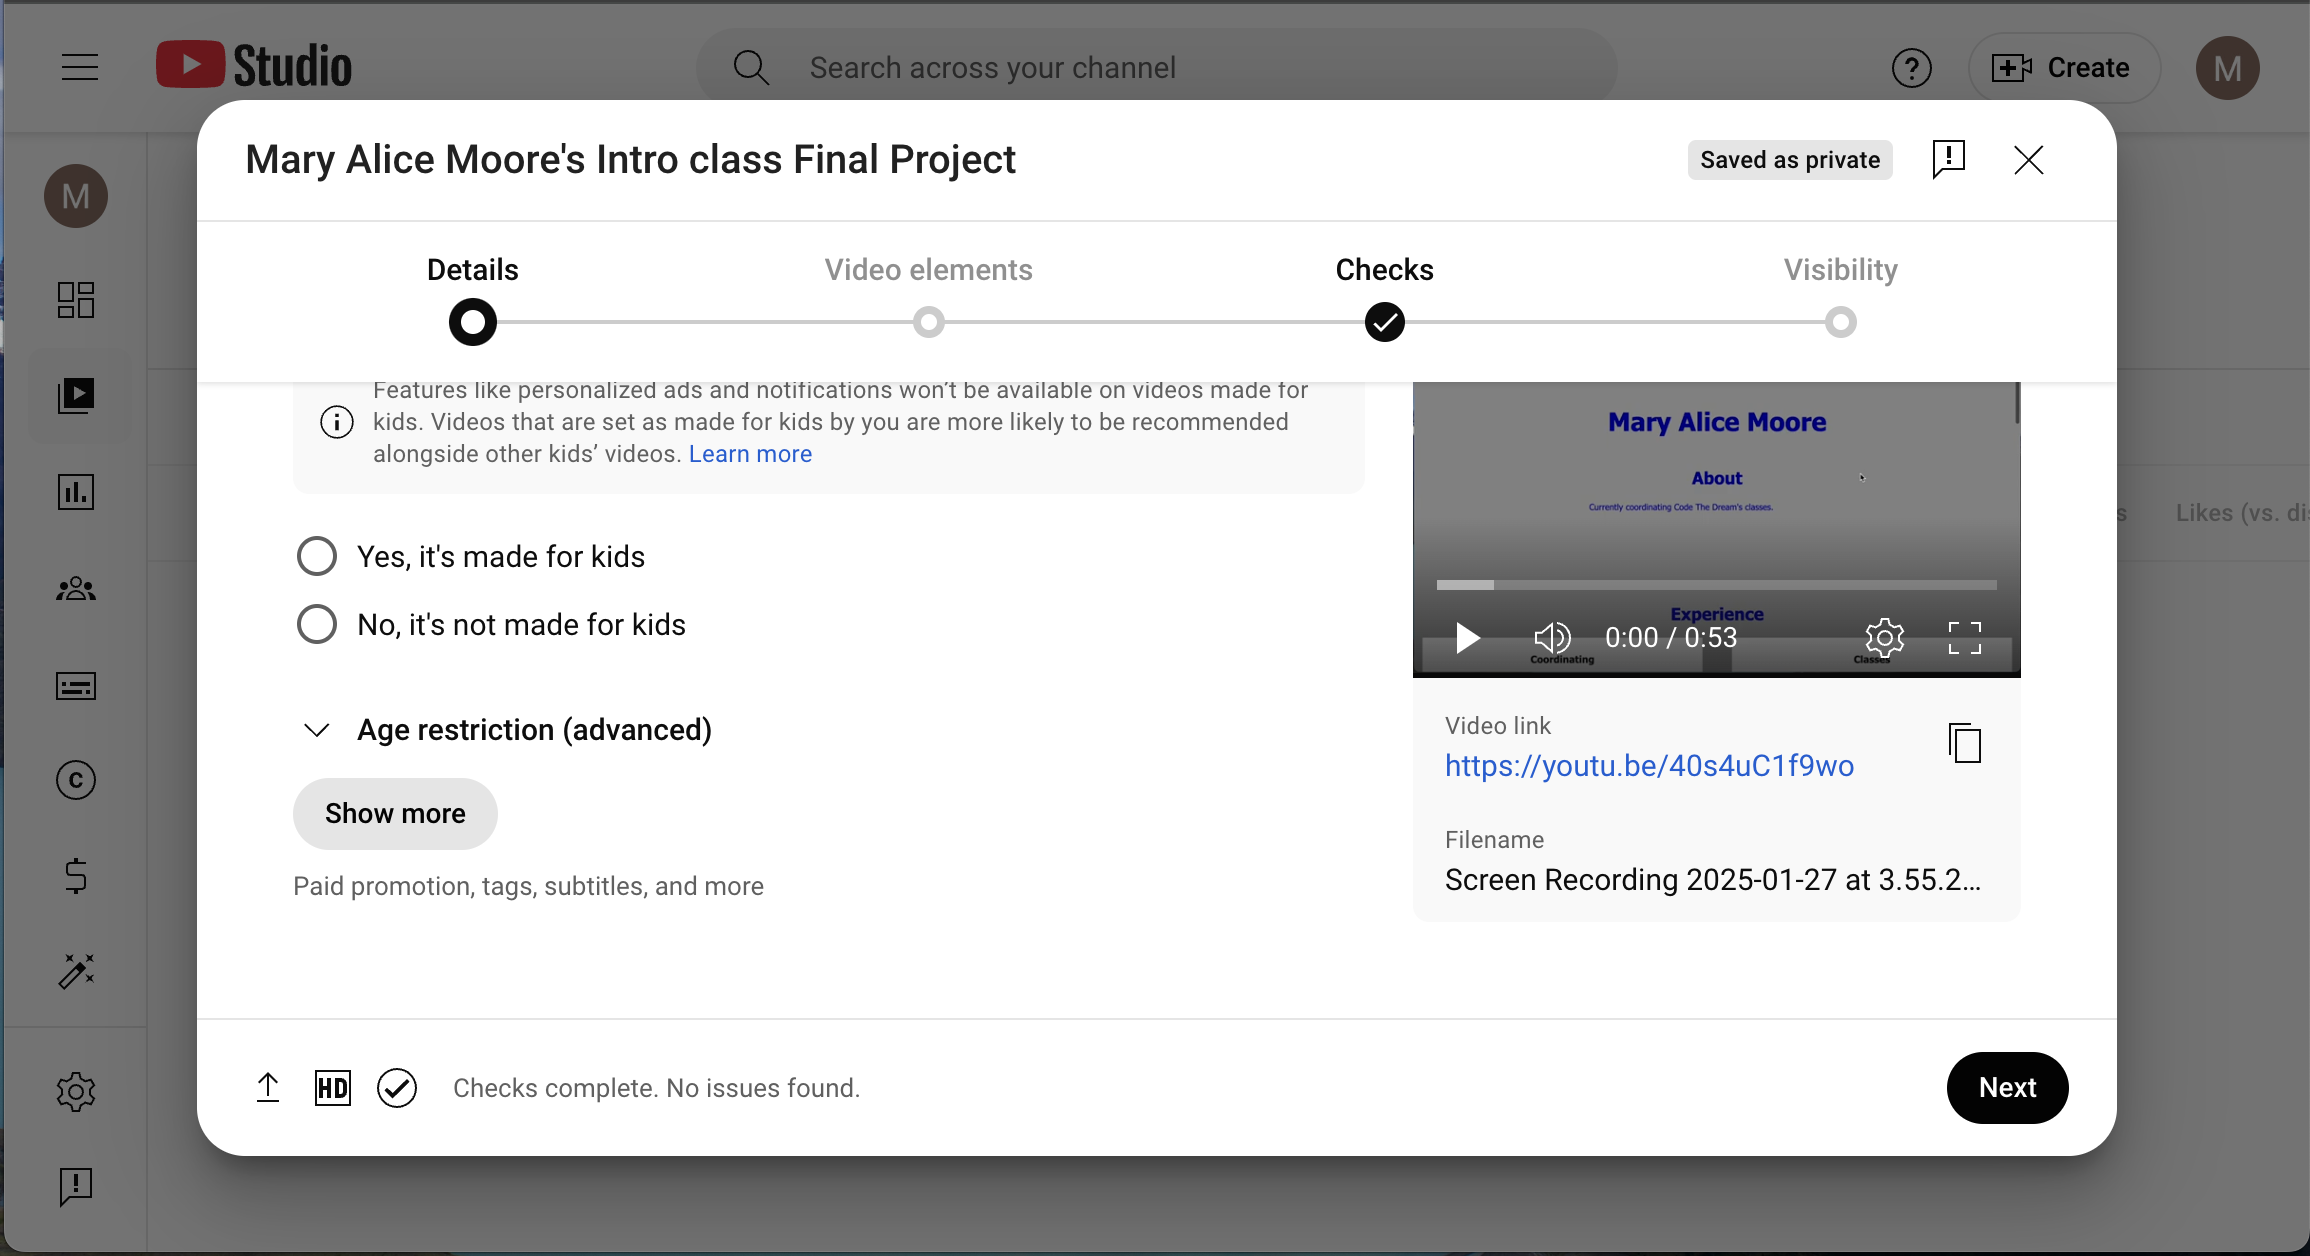 Studio
Search across your channel
?
Create
M
Mary Alice Moore's Intro class Final Project
Saved as private
M
Details
Video elements
Checks
Visibility
Features like personalized ads and notifications won't be available on videos made for
kids. Videos that are set as made for kids by you are more likely to be recommended
alongside other kids' videos. Learn more
Yes, it's made for kids
No, it's not made for kids
Age restriction (advanced)
Show more
Paid promotion, tags, subtitles, and more
Mary Alice Moore
About
Currently coordinating Code The Dream's classes.
Experience
0:00 / 0:53
Coordinating
Classes
Video link
https://youtu.be/40s4uC1f9wo
Filename
Screen Recording 2025-01-27 at 3.55.2...
s
Likes (vs. di
HD
Checks complete. No issues found.
Next